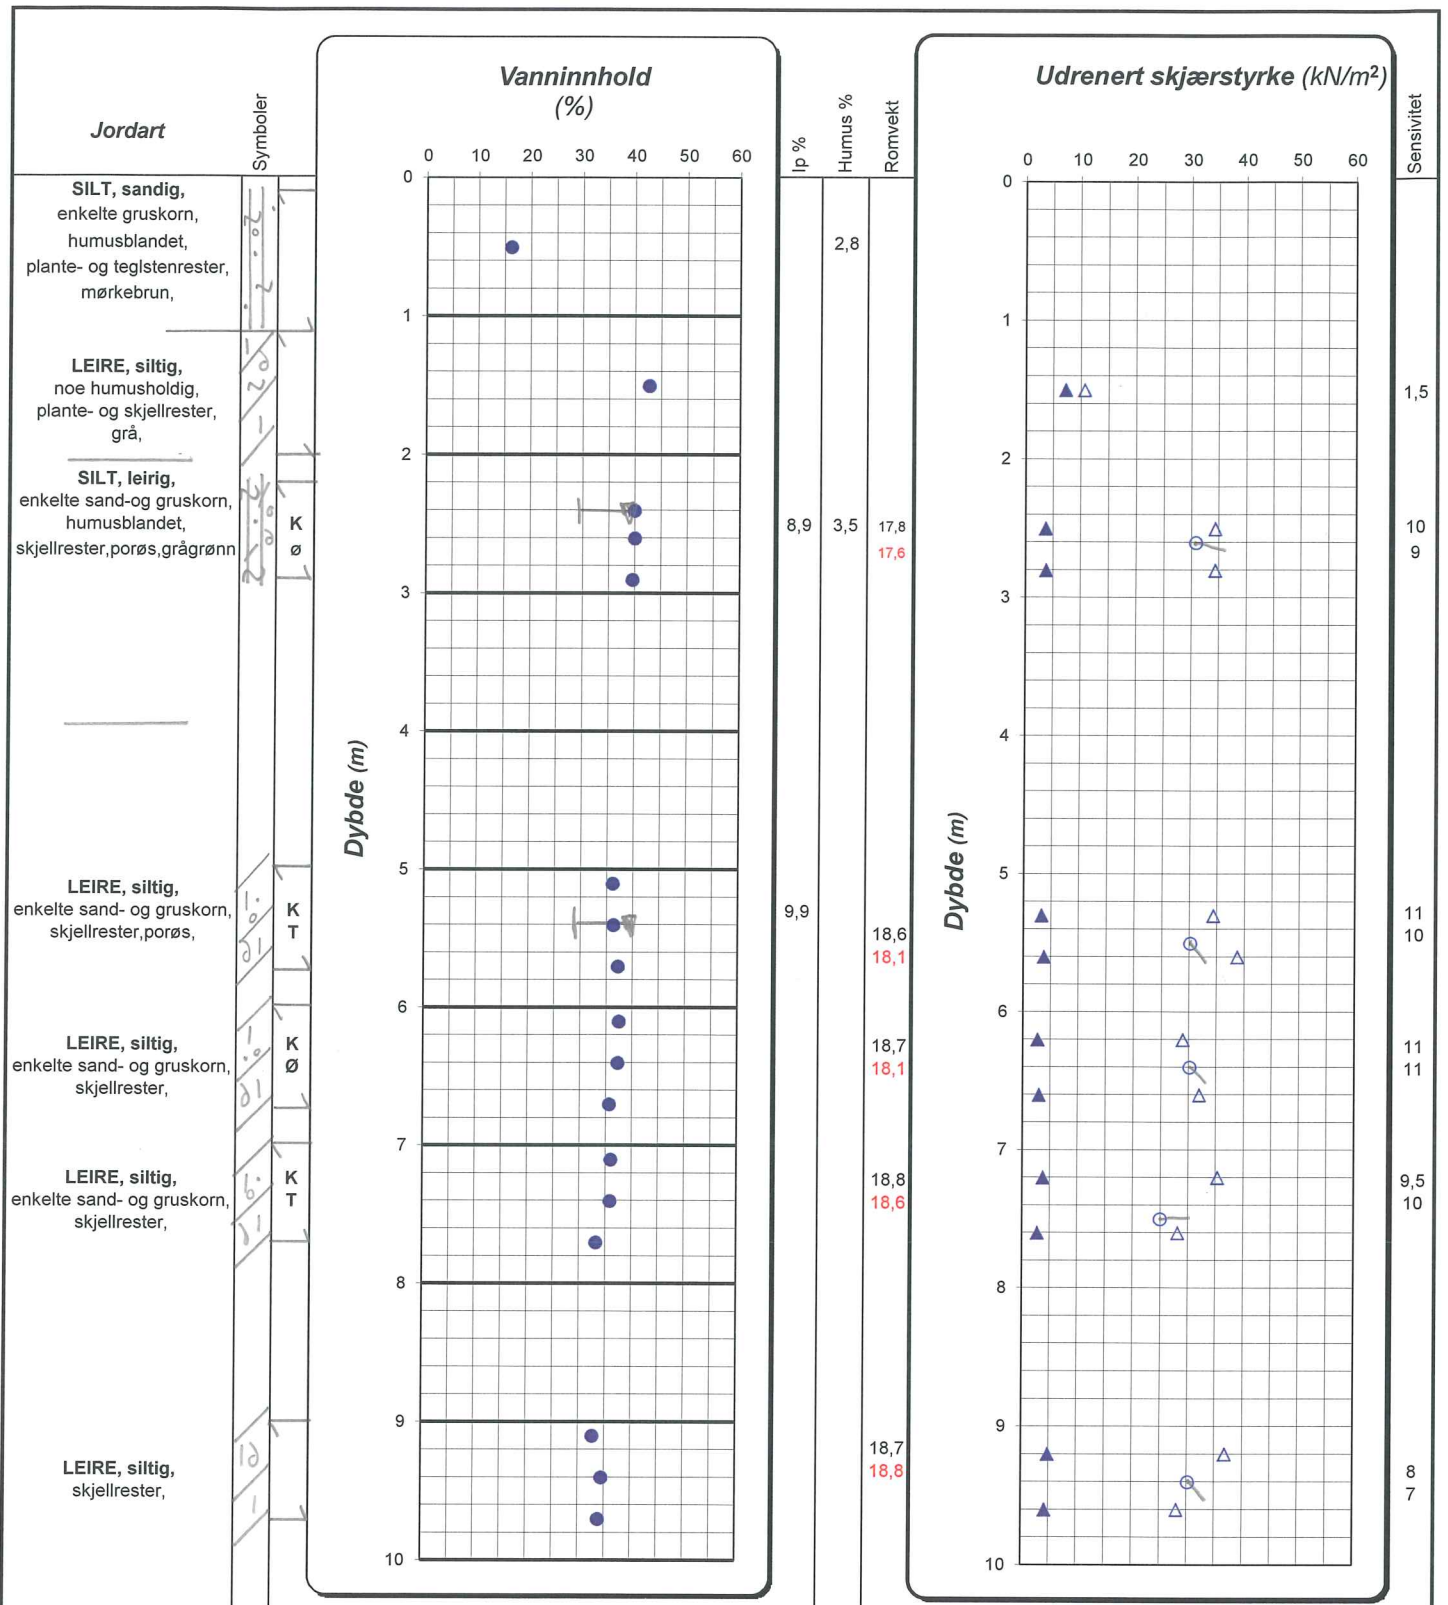 Jordart
Symboler
Vanninnhold
(%)
0 10 20 30 40 50 60
Ip %
Humus %
Romvekt
Udrenert skjærstyrke (kN/m²)
0 10 20 30 40 50 60
Sensivitet
SILT, sandig,
enkelte gruskorn,
humusblandet,
plante- og teglstenrester,
mørkebrun,
LEIRE, siltig,
noe humusholdig,
plante- og skjellrester,
grå,
SILT, leirig,
enkelte sand-og gruskorn,
humusblandet,
skjellrester,porøs,grågrønn
K
ø
LEIRE, siltig,
enkelte sand- og gruskorn,
skjellrester,porøs,
K
T
LEIRE, siltig,
enkelte sand- og gruskorn,
skjellrester,
K
Ø
LEIRE, siltig,
enkelte sand- og gruskorn,
skjellrester,
K
T
LEIRE, siltig,
skjellrester,
Dybde (m)
0
1
2
3
4
5
6
7
8
9
10
8,9
9,9
2,8
3,5
17,8
17,6
18,6
18,1
18,7
18,1
18,8
18,6
18,7
18,8
Dybde (m)
0
1
2
3
4
5
6
7
8
9
10
1,5
10
9
11
10
11
11
9,5
10
8
7